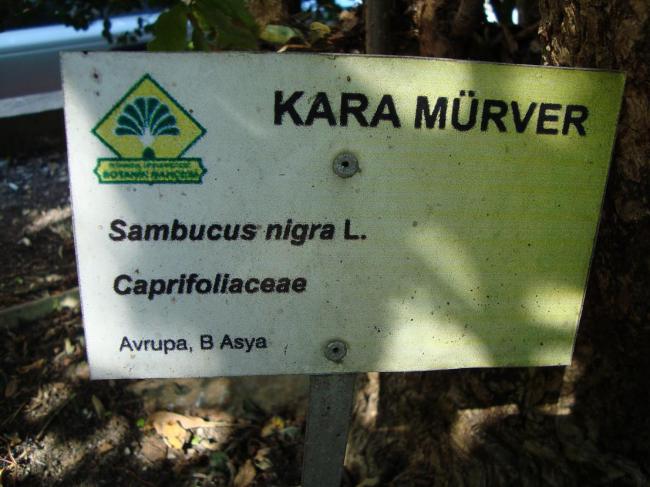 KARA MÜRVER
BOTANİK BAHÇESİ
Sambucus nigra L.
Caprifoliaceae
Avrupa, B Asya